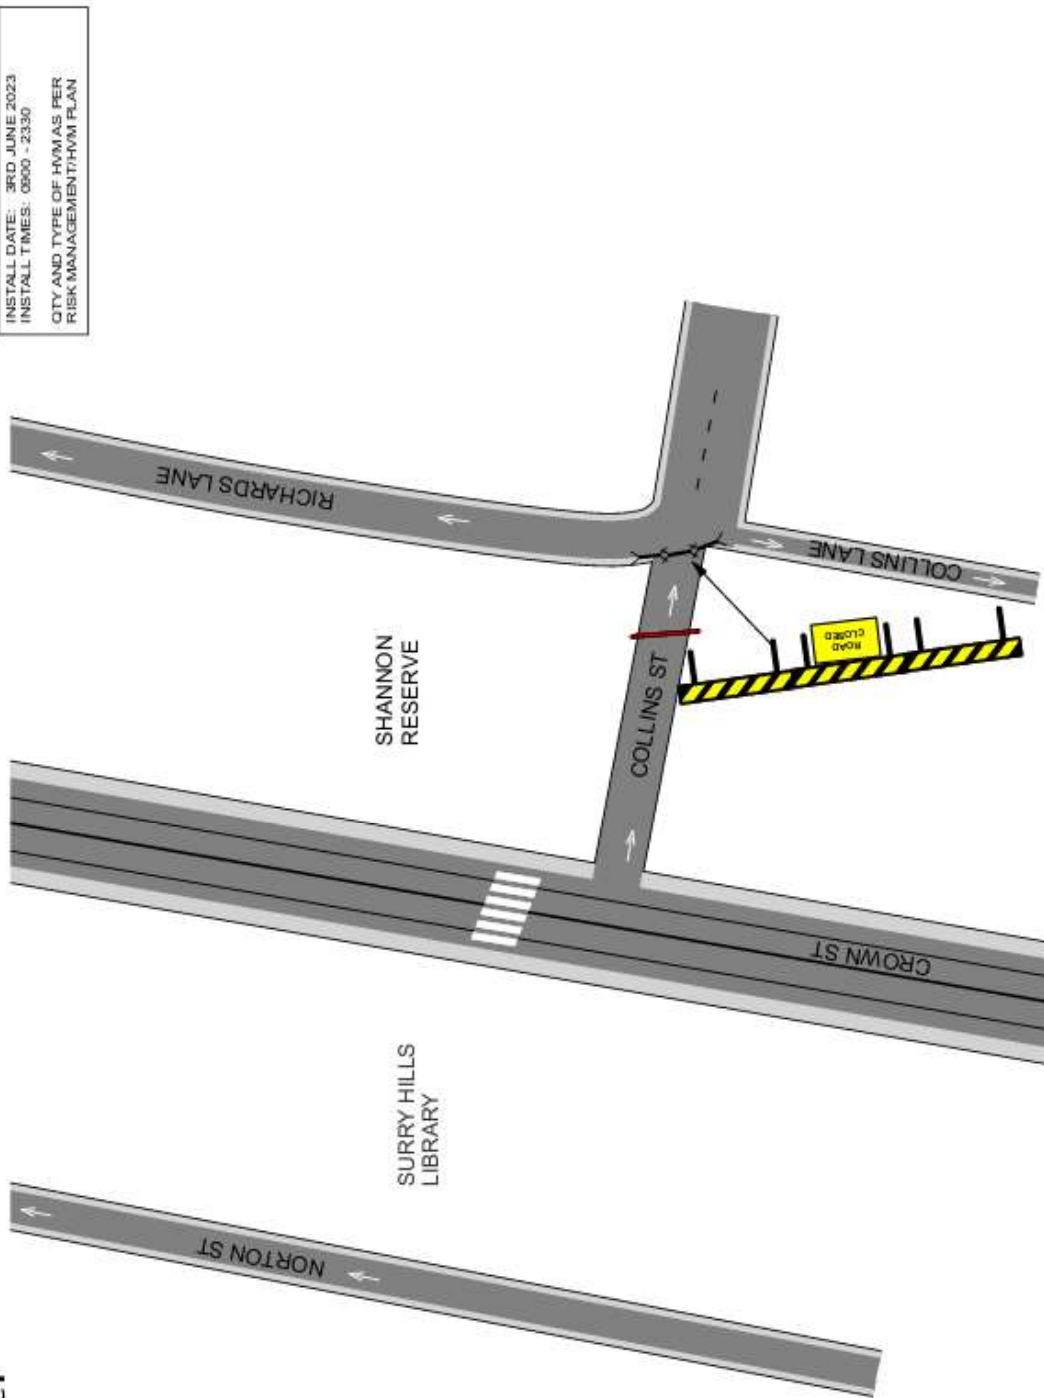 INSTALL DATE: 3RD JUNE 2023
INSTALL TIMES: 0900 - 2330
QTY AND TYPE OF HVM AS PER
RISK MANAGEMENT/HVM PLAN
RICHARDS LANE
COLLINS LANE
ROAD
CLOSED
SHANNON
RESERVE
COLLINS ST
CROWN ST
SURRY HILLS
LIBRARY
NORTON ST